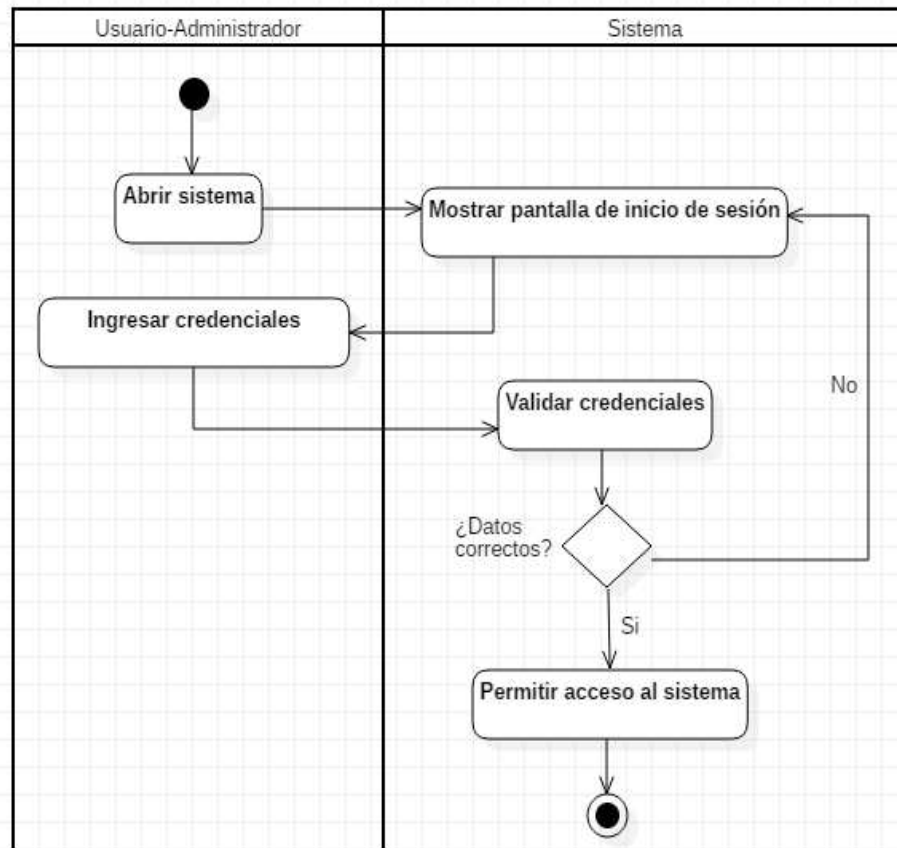 Usuario-Administrador
Sistema
Abrir sistema
Mostrar pantalla de inicio de sesión
Ingresar credenciales
Validar credenciales
No
¿Datos
correctos?
Si
Permitir acceso al sistema